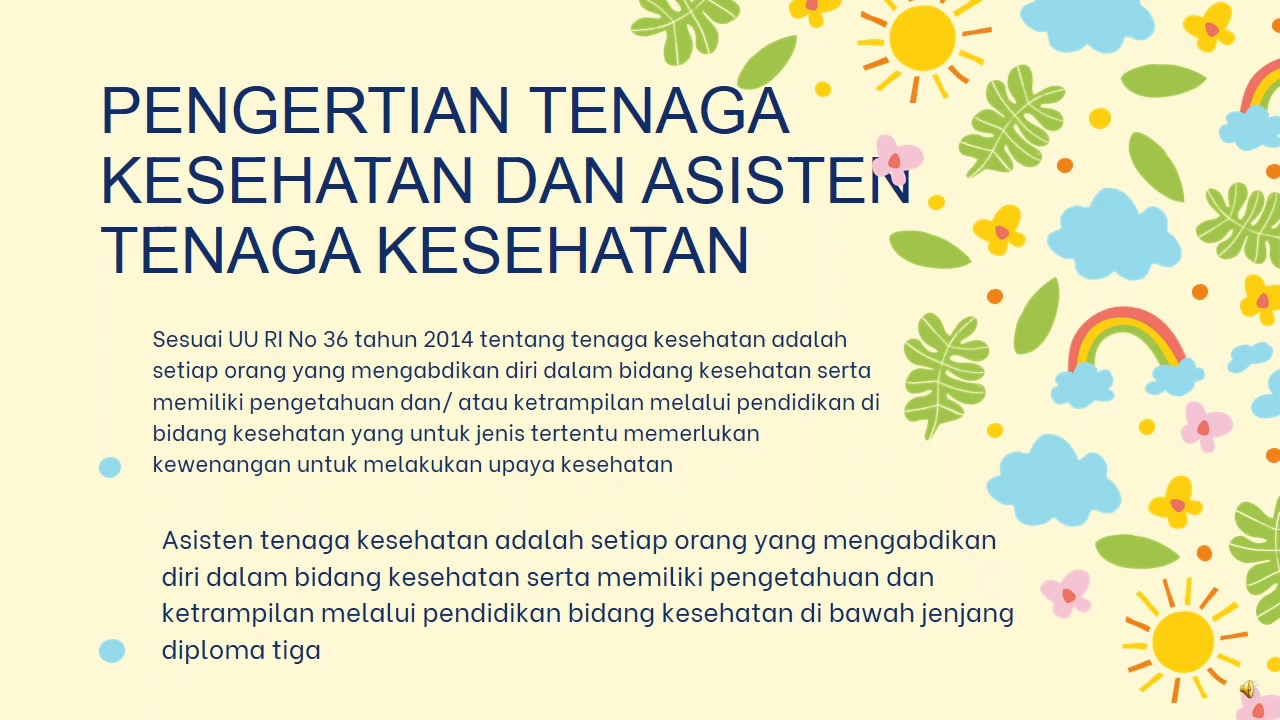 PENGERTIAN TENAGA
KESEHATAN DAN ASISTEN
TENAGA KESEHATAN
Sesuai UU RI No 36 tahun 2014 tentang tenaga kesehatan adalah
setiap orang yang mengabdikan diri dalam bidang kesehatan serta
memiliki pengetahuan dan/ atau ketrampilan melalui pendidikan di
bidang kesehatan yang untuk jenis tertentu memerlukan
kewenangan untuk melakukan upaya kesehatan
Asisten tenaga kesehatan adalah setiap orang yang mengabdikan
diri dalam bidang kesehatan serta memiliki pengetahuan dan
ketrampilan melalui pendidikan bidang kesehatan di bawah jenjang
diploma tiga